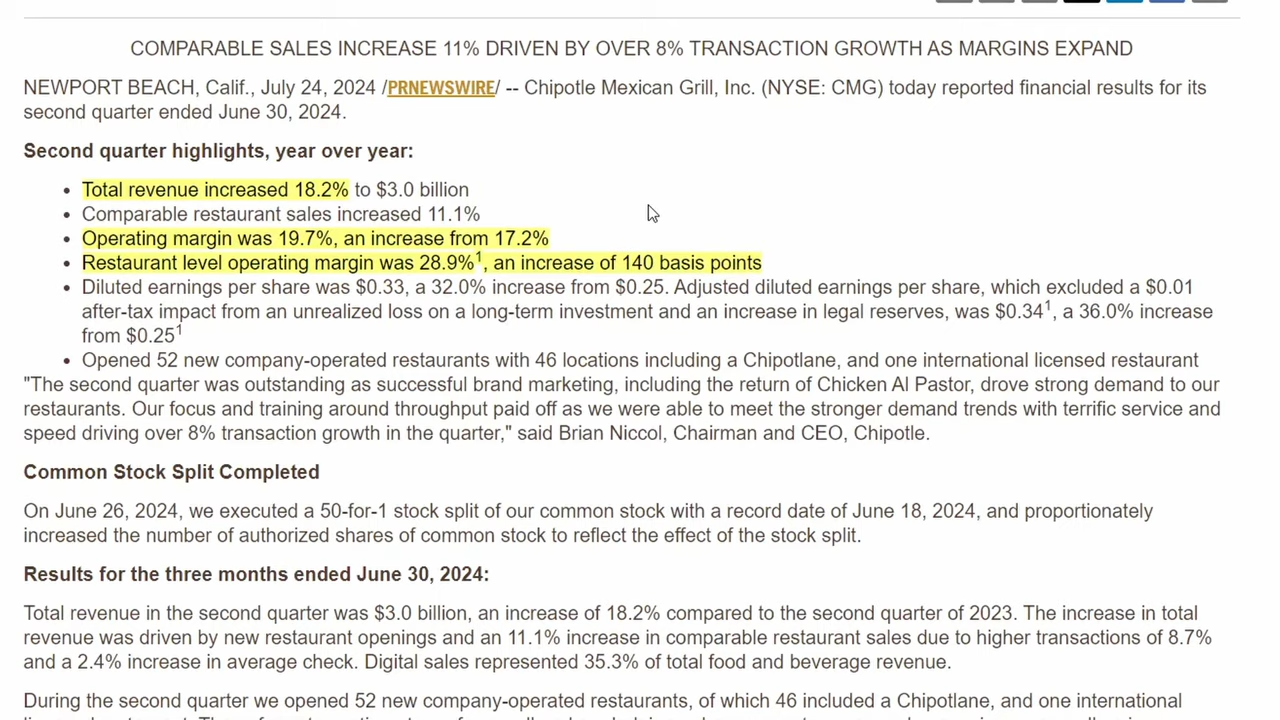 COMPARABLE SALES INCREASE 11% DRIVEN BY OVER 8% TRANSACTION GROWTH AS MARGINS EXPAND
NEWPORT BEACH, Calif., July 24, 2024 /PRNEWSWIRE/ -- Chipotle Mexican Grill, Inc. (NYSE: CMG) today reported financial results for its
second quarter ended June 30, 2024.
Second quarter highlights, year over year:
• Total revenue increased 18.2% to $3.0 billion
• Comparable restaurant sales increased 11.1%
• Operating margin was 19.7%, an increase from 17.2%
• Restaurant level operating margin was 28.9%¹, an increase of 140 basis points
• Diluted earnings per share was $0.33, a 32.0% increase from $0.25. Adjusted diluted earnings per share, which excluded a $0.01
after-tax impact from an unrealized loss on a long-term investment and an increase in legal reserves, was $0.34¹, a 36.0% increase
from $0.25¹
• Opened 52 new company-operated restaurants with 46 locations including a Chipotlane, and one international licensed restaurant
"The second quarter was outstanding as successful brand marketing, including the return of Chicken Al Pastor, drove strong demand to our
restaurants. Our focus and training around throughput paid off as we were able to meet the stronger demand trends with terrific service and
speed driving over 8% transaction growth in the quarter," said Brian Niccol, Chairman and CEO, Chipotle.
Common Stock Split Completed
On June 26, 2024, we executed a 50-for-1 stock split of our common stock with a record date of June 18, 2024, and proportionately
increased the number of authorized shares of common stock to reflect the effect of the stock split.
Results for the three months ended June 30, 2024:
Total revenue in the second quarter was $3.0 billion, an increase of 18.2% compared to the second quarter of 2023. The increase in total
revenue was driven by new restaurant openings and an 11.1% increase in comparable restaurant sales due to higher transactions of 8.7%
and a 2.4% increase in average check. Digital sales represented 35.3% of total food and beverage revenue.
During the second quarter we opened 52 new company-operated restaurants, of which 46 included a Chipotlane, and one international